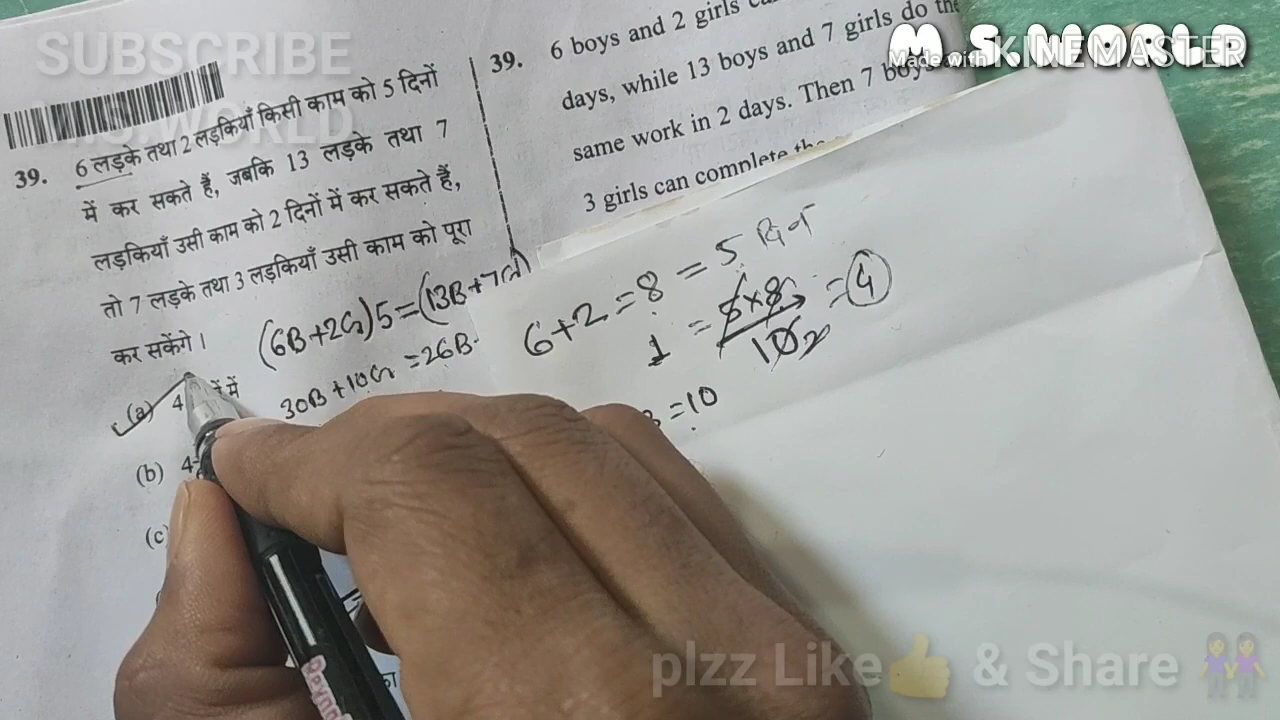 SUBSCRIBE
M.S.WORLD
Made with KINEMASTER
39. 6 लड़के तथा 2 लड़कियाँ किसी काम को 5 दिनों
में कर सकते हैं, जबकि 13 लड़के तथा 7
लड़कियाँ उसी काम को 2 दिनों में कर सकते हैं,
तो 7 लड़के तथा 3 लड़कियाँ उसी काम को पूरा
कर सकेंगे।
(a) 4 में
(b) 4
(c)
39. 6 boys and 2 girls
days, while 13 boys and 7 girls do the
same work in 2 days. Then 7 boys
3 girls can complete
(6B+2G)5=(13B+7G)
30B+10G=26B
6+2=8=5
1 = 5×8 = 4
10 2
=10
plzz Like 👍 & Share 👭